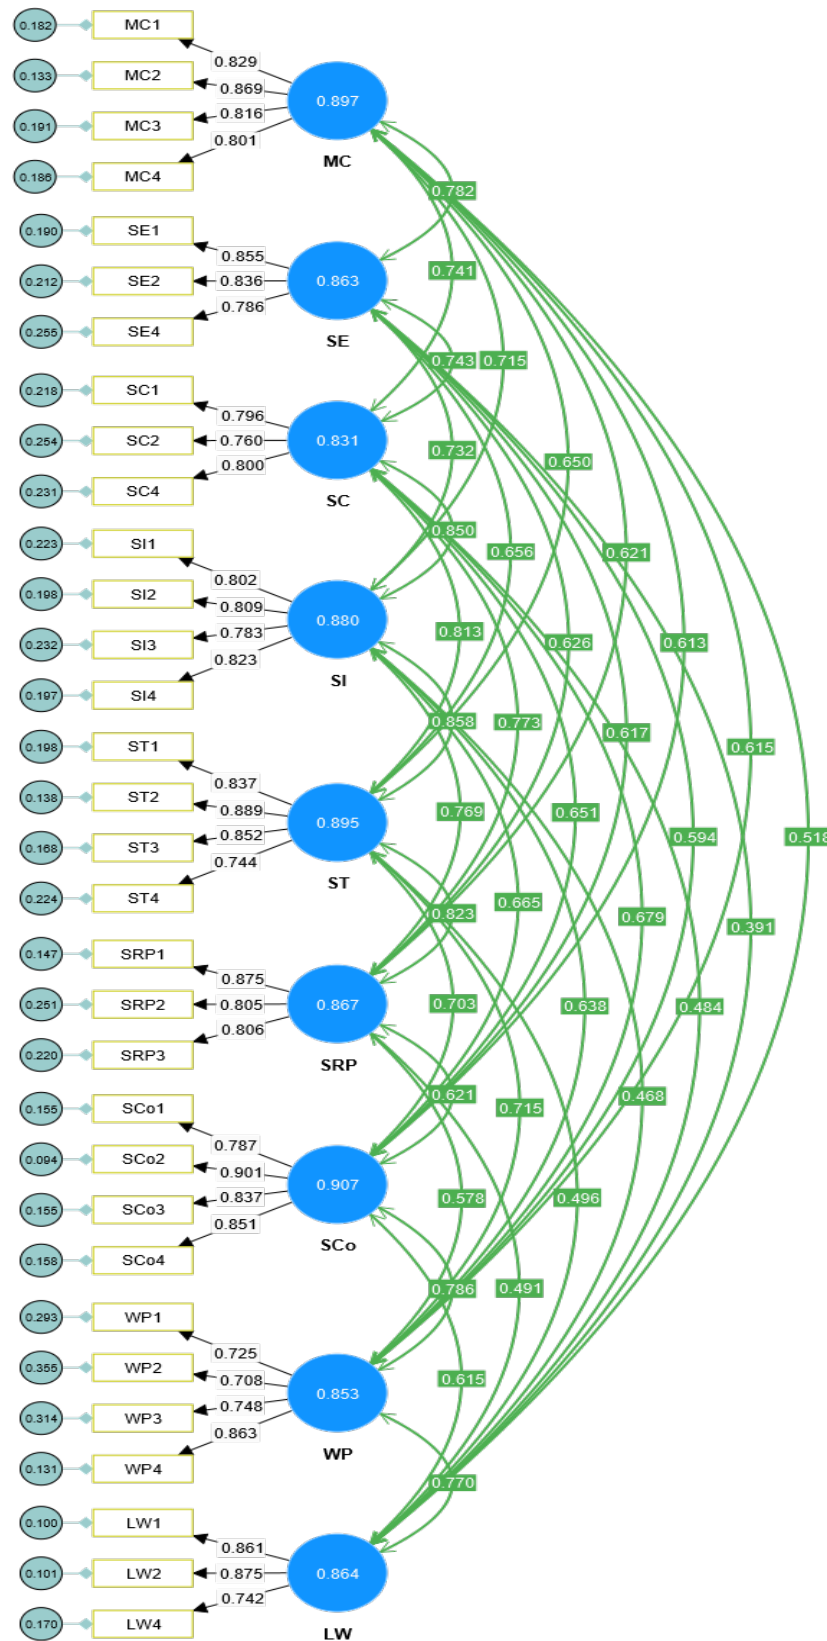 0.182 MC1
0.829
0.133 MC2
0.869
0.897
0.816
0.191 MC3
0.801
MC
0.186 MC4
0.782
0.190 SE1
0.855
0.741
0.212 SE2
0.836
0.863
0.786
0.255 SE4
SE
0.743
0.715
0.218 SC1
0.796
0.254 SC2
0.760
0.831
0.732
0.650
0.800
0.231 SC4
SC
0.850
0.223 SI1
0.656
0.621
0.802
0.198 SI2
0.809
0.880
0.813
0.626
0.613
0.783
0.232 SI3
0.823
SI
0.197 SI4
0.858
0.773
0.617
0.198 ST1
0.615
0.837
0.138 ST2
0.889
0.895
0.769
0.651
0.594
0.518
0.852
0.168 ST3
0.744
ST
0.224 ST4
0.823
0.665
0.679
0.391
0.147 SRP1
0.875
0.251 SRP2
0.805
0.867
0.703
0.638
0.484
0.806
0.220 SRP3
SRP
0.621
0.715
0.468
0.155 SCo1
0.787
0.094 SCo2
0.901
0.907
0.578
0.496
0.837
0.155 SCo3
0.851
SCo
0.158 SCo4
0.786
0.491
0.293 WP1
0.725
0.615
0.355 WP2
0.708
0.853
0.748
0.314 WP3
0.863
WP
0.131 WP4
0.770
0.100 LW1
0.861
0.101 LW2
0.875
0.864
0.742
0.170 LW4
LW